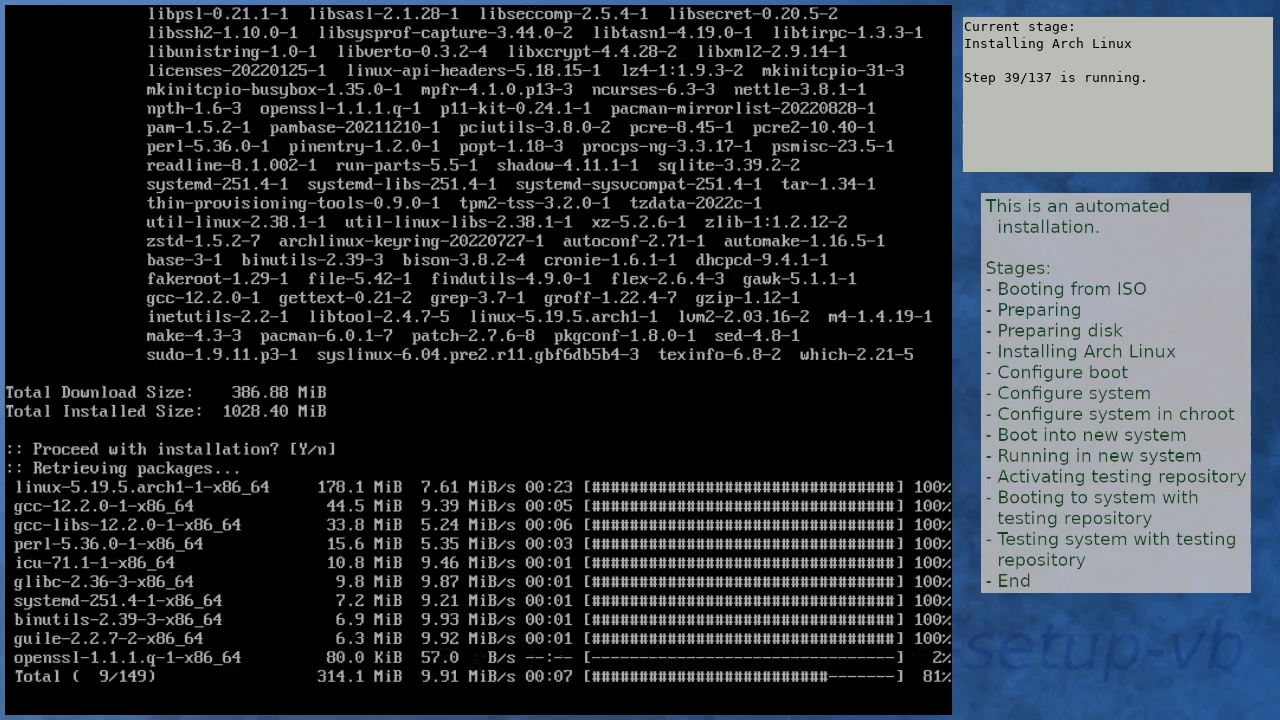 libpsl-0.21.1-1 libsasl-2.1.28-1 libseccomp-2.5.4-1 libsecret-0.20.5-2
libssh2-1.10.0-1 libsysprof-capture-3.44.0-2 libtasn1-4.19.0-1 libtirpc-1.3.3-1
libunistring-1.0-1 libverto-0.3.2-4 libxcrypt-4.4.28-2 libxml2-2.9.14-1
licenses-20220125-1 linux-api-headers-5.18.15-1 lz4-1:1.9.3-2 mkinitcpio-31-3
mkinitcpio-busybox-1.35.0-1 mpfr-4.1.0.p13-3 ncurses-6.3-3 nettle-3.8.1-1
npth-1.6-3 openssl-1.1.1.q-1 p11-kit-0.24.1-1 pacman-mirrorlist-20220828-1
pam-1.5.2-1 pambase-20211210-1 pciutils-3.8.0-2 pcre-8.45-1 pcre2-10.40-1
perl-5.36.0-1 pinentry-1.2.0-1 popt-1.18-3 procps-ng-3.3.17-1 psmisc-23.5-1
readline-8.1.002-1 run-parts-5.5-1 shadow-4.11.1-1 sqlite-3.39.2-2
systemd-251.4-1 systemd-libs-251.4-1 systemd-sysvcompat-251.4-1 tar-1.34-1
thin-provisioning-tools-0.9.0-1 tpm2-tss-3.2.0-1 tzdata-2022c-1
util-linux-2.38.1-1 util-linux-libs-2.38.1-1 xz-5.2.6-1 zlib-1:1.2.12-2
zstd-1.5.2-7 archlinux-keyring-20220727-1 autoconf-2.71-1 automake-1.16.5-1
base-3-1 binutils-2.39-3 bison-3.8.2-4 cronie-1.6.1-1 dhcpcd-9.4.1-1
fakeroot-1.29-1 file-5.42-1 findutils-4.9.0-1 flex-2.6.4-3 gawk-5.1.1-1
gcc-12.2.0-1 gettext-0.21-2 grep-3.7-1 groff-1.22.4-7 gzip-1.12-1
inetutils-2.2-1 libtool-2.4.7-5 linux-5.19.5.arch1-1 lvm2-2.03.16-2 m4-1.4.19-1
make-4.3-3 pacman-6.0.1-7 patch-2.7.6-8 pkgconf-1.8.0-1 sed-4.8-1
sudo-1.9.11.p3-1 syslinux-6.04.pre2.r11.gbf6db5b4-3 texinfo-6.8-2 which-2.21-5
Total Download Size: 386.88 MiB
Total Installed Size: 1028.40 MiB
:: Proceed with installation? [Y/n]
:: Retrieving packages...
linux-5.19.5.arch1-1-x86_64 178.1 MiB 7.61 MiB/s 00:23 [################################] 100%
gcc-12.2.0-1-x86_64 44.5 MiB 9.39 MiB/s 00:05 [################################] 100%
gcc-libs-12.2.0-1-x86_64 33.8 MiB 5.24 MiB/s 00:06 [################################] 100%
perl-5.36.0-1-x86_64 15.6 MiB 5.35 MiB/s 00:03 [################################] 100%
icu-71.1-1-x86_64 10.8 MiB 9.46 MiB/s 00:01 [################################] 100%
glibc-2.36-3-x86_64 9.8 MiB 9.87 MiB/s 00:01 [################################] 100%
systemd-251.4-1-x86_64 7.2 MiB 9.21 MiB/s 00:01 [################################] 100%
binutils-2.39-3-x86_64 6.9 MiB 9.93 MiB/s 00:01 [################################] 100%
guile-2.2.7-2-x86_64 6.3 MiB 9.92 MiB/s 00:01 [################################] 100%
openssl-1.1.1.q-1-x86_64 80.0 KiB 57.0 B/s --:-- [--------------------------------] 2%
Total ( 9/149) 314.1 MiB 9.91 MiB/s 00:07 [#########################-------] 81%
Current stage:
Installing Arch Linux
Step 39/137 is running.
This is an automated
installation.
Stages:
- Booting from ISO
- Preparing
- Preparing disk
- Installing Arch Linux
- Configure boot
- Configure system
- Configure system in chroot
- Boot into new system
- Running in new system
- Activating testing repository
- Booting to system with
testing repository
- Testing system with testing
repository
- End
setup-vb